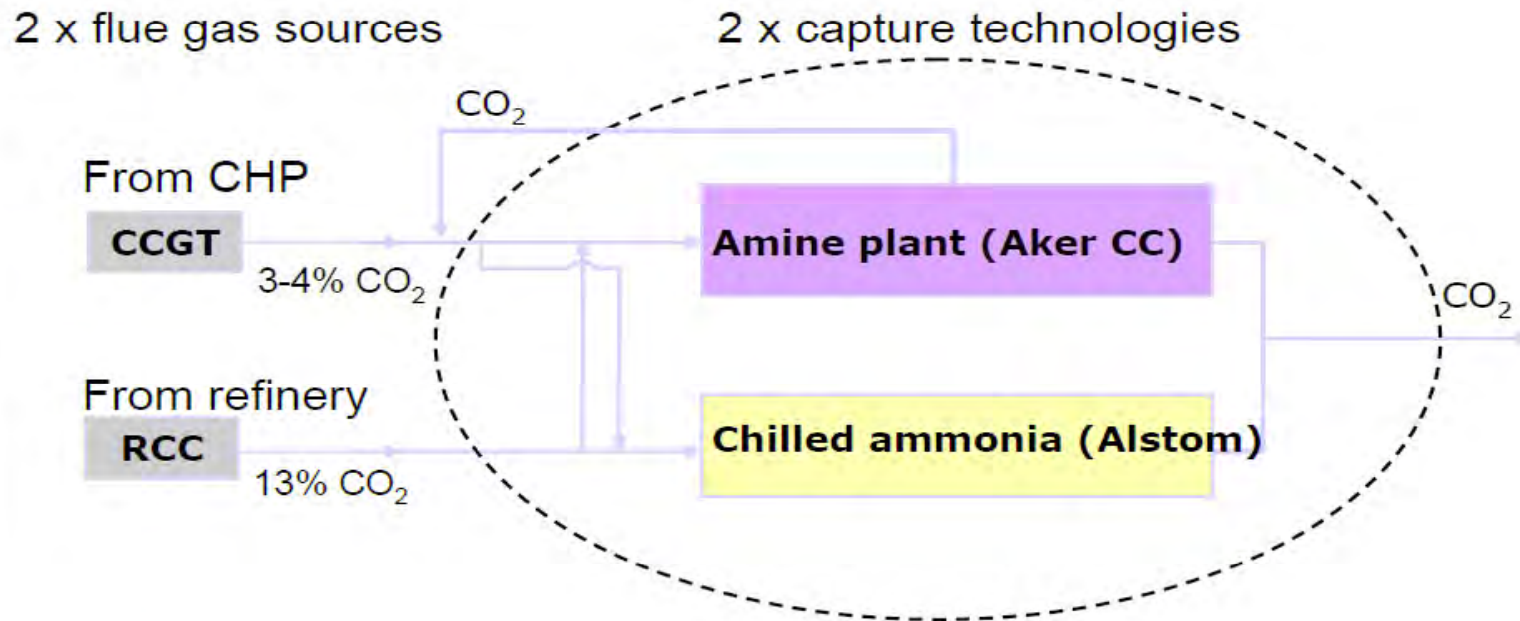 2 x flue gas sources
2 x capture technologies
CO₂
From CHP
CCGT
3-4% CO₂
Amine plant (Aker CC)
CO₂
From refinery
RCC
13% CO₂
Chilled ammonia (Alstom)